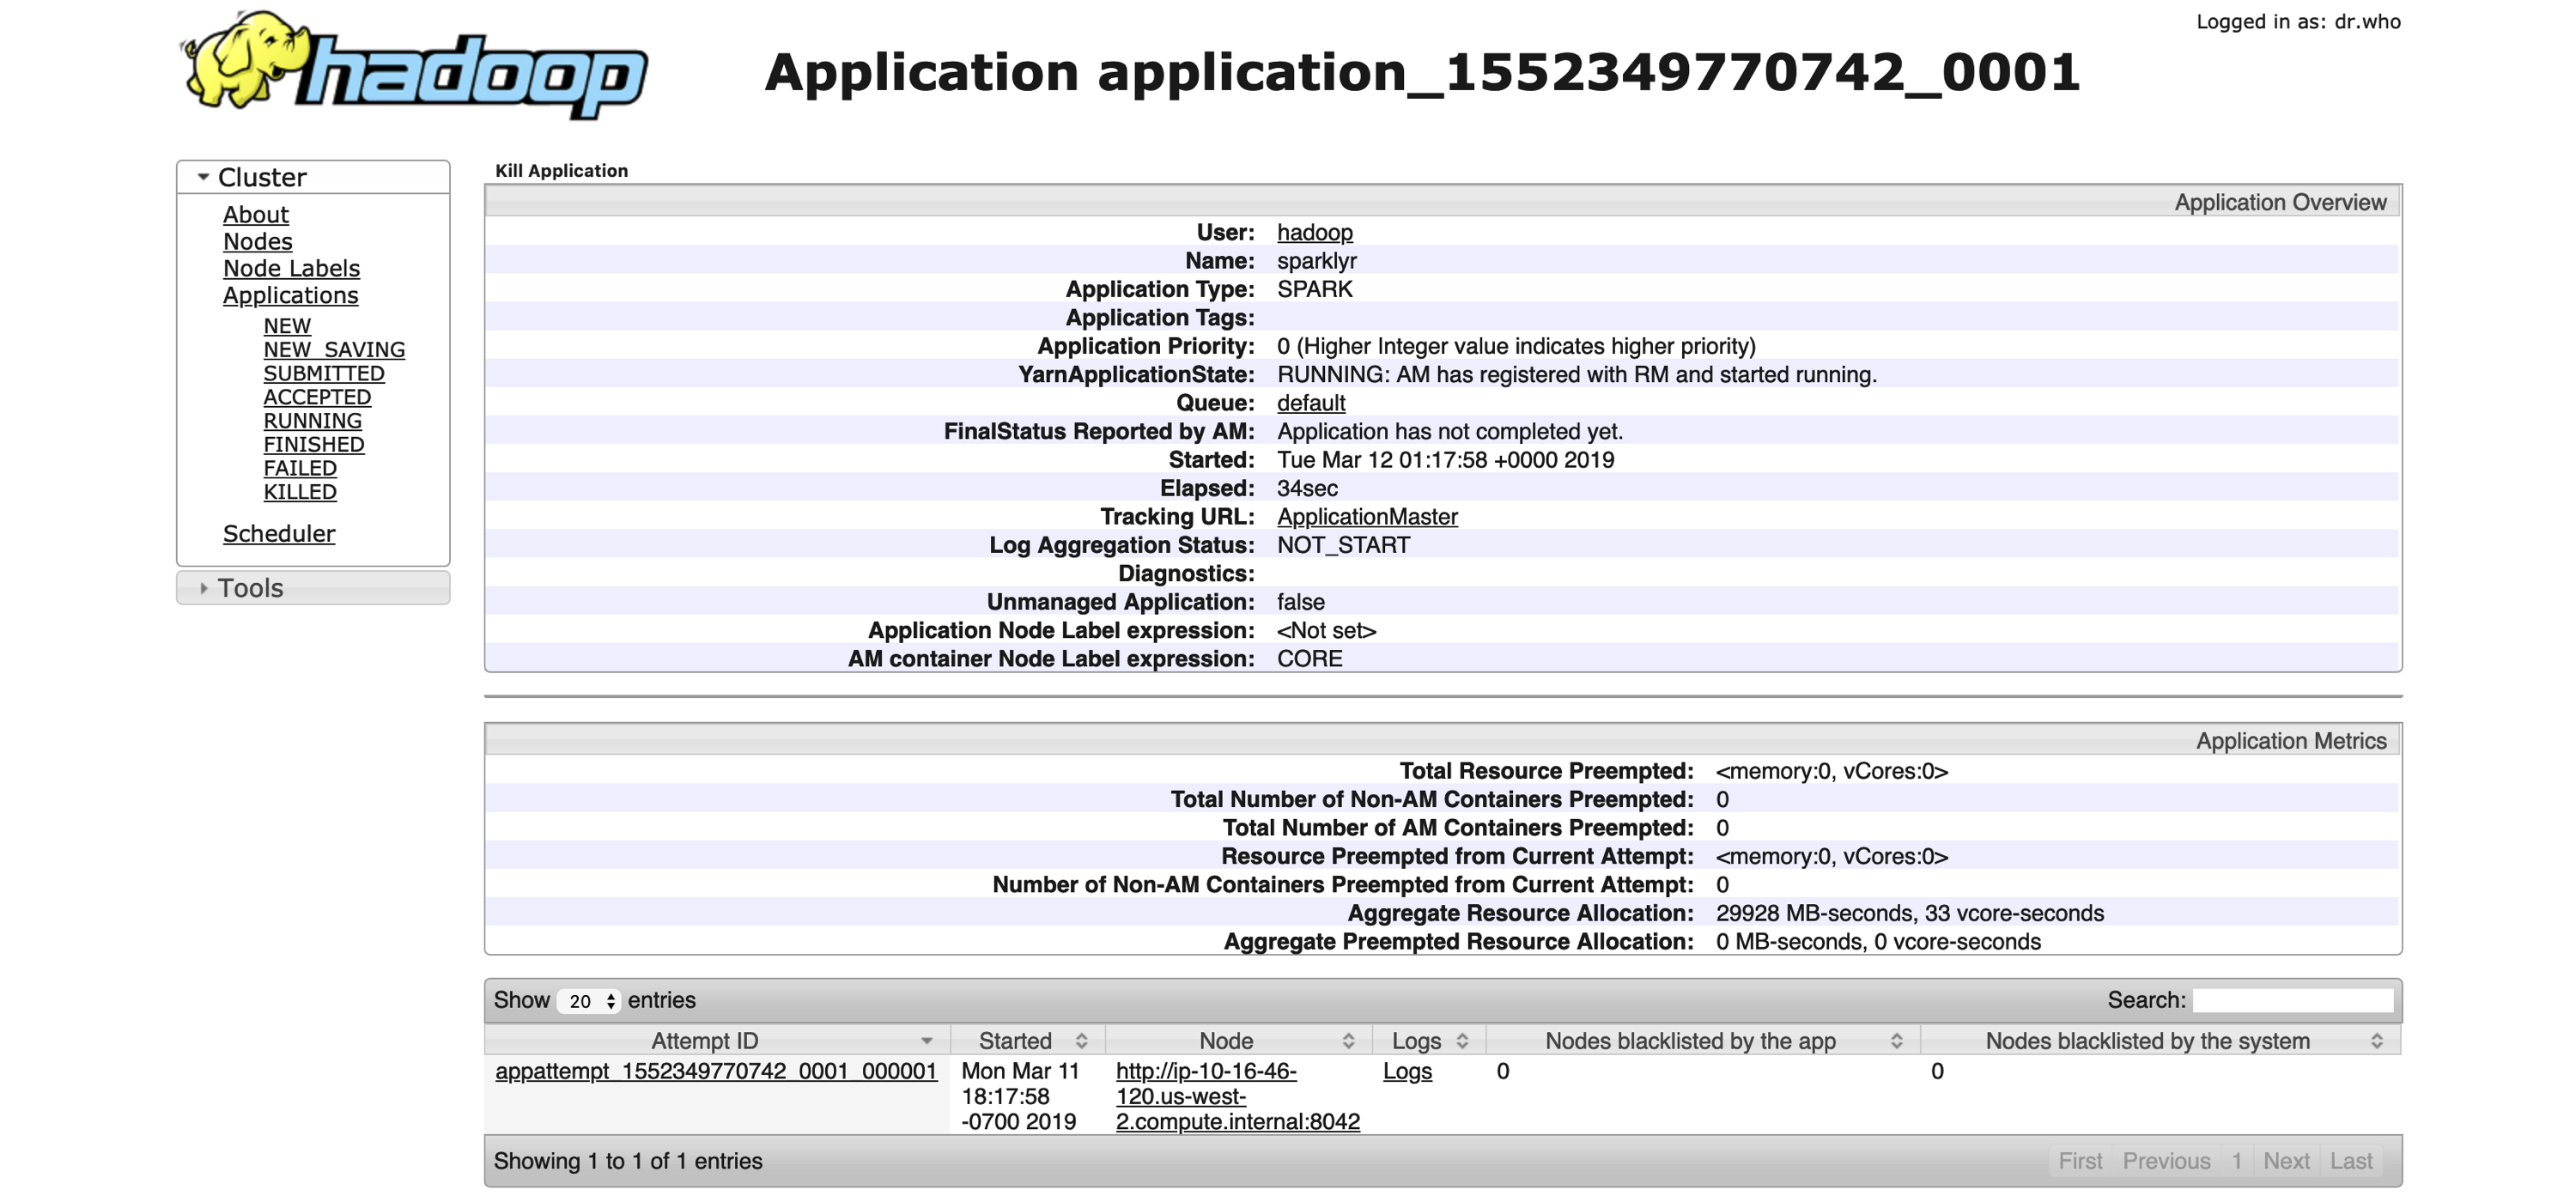 Logged in as: dr.who
hadoop
Application application_1552349770742_0001
Cluster
About
Nodes
Node Labels
Applications
NEW
NEW_SAVING
SUBMITTED
ACCEPTED
RUNNING
FINISHED
FAILED
KILLED
Scheduler
Tools
Kill Application
Application Overview
User: hadoop
Name: sparklyr
Application Type: SPARK
Application Tags:
Application Priority: 0 (Higher Integer value indicates higher priority)
YarnApplicationState: RUNNING: AM has registered with RM and started running.
Queue: default
FinalStatus Reported by AM: Application has not completed yet.
Started: Tue Mar 12 01:17:58 +0000 2019
Elapsed: 34sec
Tracking URL: ApplicationMaster
Log Aggregation Status: NOT_START
Diagnostics:
Unmanaged Application: false
Application Node Label expression: <Not set>
AM container Node Label expression: CORE
Application Metrics
Total Resource Preempted: <memory:0, vCores:0>
Total Number of Non-AM Containers Preempted: 0
Total Number of AM Containers Preempted: 0
Resource Preempted from Current Attempt: <memory:0, vCores:0>
Number of Non-AM Containers Preempted from Current Attempt: 0
Aggregate Resource Allocation: 29928 MB-seconds, 33 vcore-seconds
Aggregate Preempted Resource Allocation: 0 MB-seconds, 0 vcore-seconds
Show 20 entries Search:
Attempt ID Started Node Logs Nodes blacklisted by the app Nodes blacklisted by the system
appattempt_1552349770742_0001_000001 Mon Mar 11 http://ip-10-16-46- Logs 0 0
18:17:58 120.us-west-
-0700 2019 2.compute.internal:8042
Showing 1 to 1 of 1 entries First Previous 1 Next Last